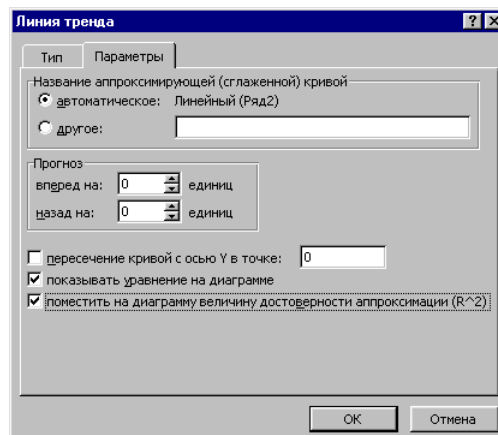 Линия тренда
Тип Параметры
Название аппроксимирующей (сглаженной) кривой
автоматическое: Линейный (Ряд2)
другое:
Прогноз
вперед на: 0 единиц
назад на: 0 единиц
пересечение кривой с осью Y в точке: 0
показывать уравнение на диаграмме
поместить на диаграмму величину достоверности аппроксимации (R^2)
ОК Отмена